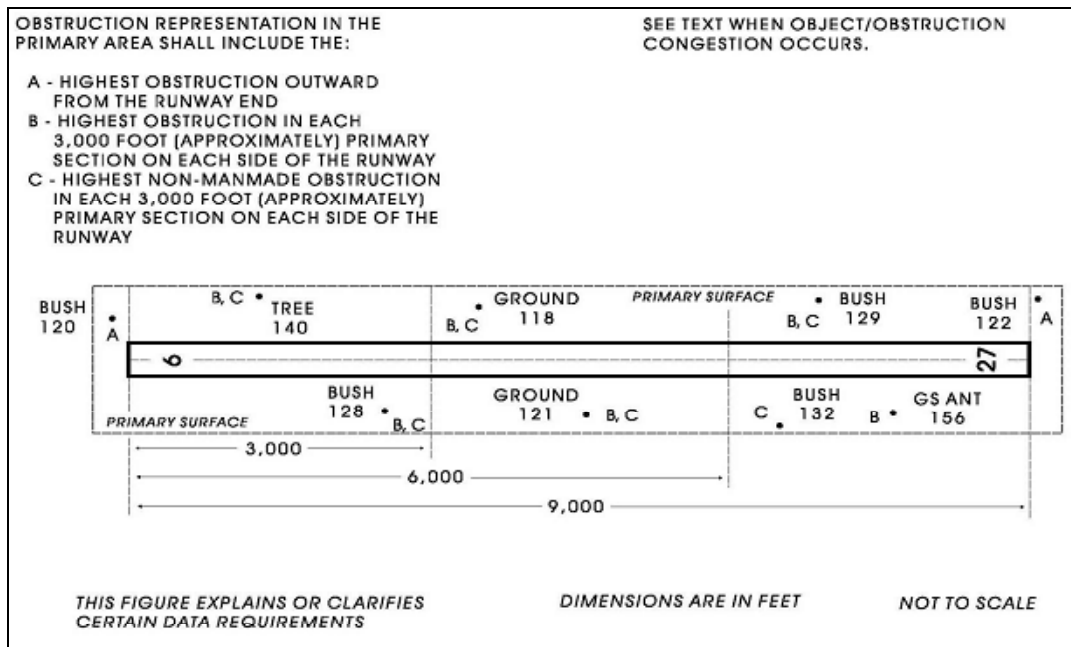 OBSTRUCTION REPRESENTATION IN THE
PRIMARY AREA SHALL INCLUDE THE:
SEE TEXT WHEN OBJECT/OBSTRUCTION
CONGESTION OCCURS.
A - HIGHEST OBSTRUCTION OUTWARD
FROM THE RUNWAY END
B - HIGHEST OBSTRUCTION IN EACH
3,000 FOOT (APPROXIMATELY) PRIMARY
SECTION ON EACH SIDE OF THE RUNWAY
C - HIGHEST NON-MANMADE OBSTRUCTION
IN EACH 3,000 FOOT (APPROXIMATELY)
PRIMARY SECTION ON EACH SIDE OF THE
RUNWAY
BUSH
120
A
B, C
TREE
140
B, C
GROUND
118
PRIMARY SURFACE
B, C
BUSH
129
BUSH
122
A
6
27
PRIMARY SURFACE
BUSH
128
B, C
GROUND
121
B, C
C
BUSH
132
B
GS ANT
156
3,000
6,000
9,000
THIS FIGURE EXPLAINS OR CLARIFIES
CERTAIN DATA REQUIREMENTS
DIMENSIONS ARE IN FEET
NOT TO SCALE